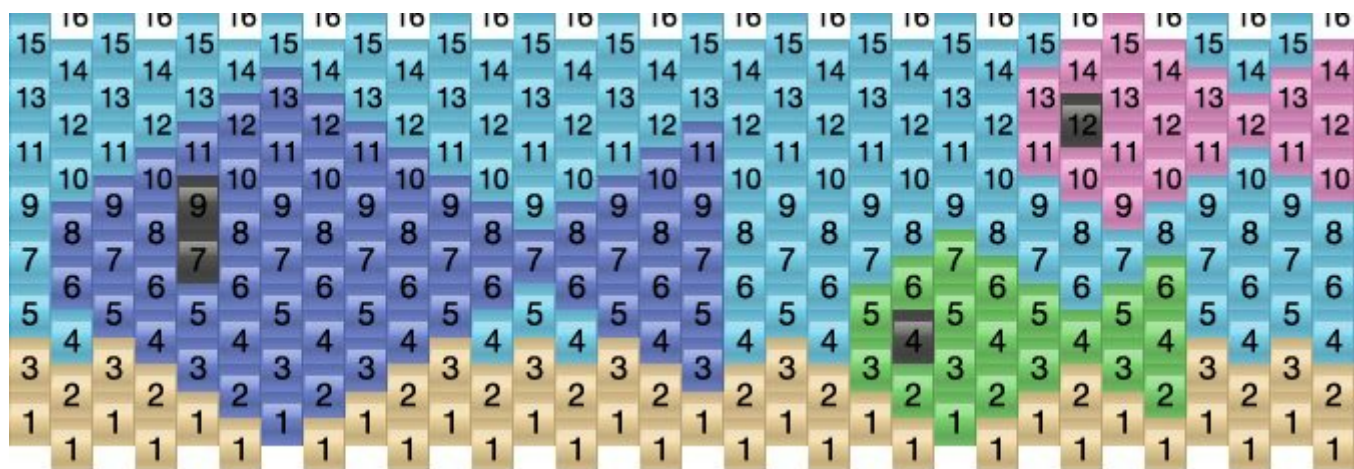 16 16 16 16 16 16 16 16 16 16 16 16 16 16 16 16
15 15 15 15 15 15 15 15 15 15 15 15 15 15 15 15
14 14 14 14 14 14 14 14 14 14 14 14 14 14 14 14
13 13 13 13 13 13 13 13 13 13 13 13 13 13 13 13
12 12 12 12 12 12 12 12 12 12 12 12 12 12 12 12
11 11 11 11 11 11 11 11 11 11 11 11 11 11 11 11
10 10 10 10 10 10 10 10 10 10 10 10 10 10 10 10
9 9 9 9 9 9 9 9 9 9 9 9 9 9 9 9
8 8 8 8 8 8 8 8 8 8 8 8 8 8 8 8
7 7 7 7 7 7 7 7 7 7 7 7 7 7 7 7
6 6 6 6 6 6 6 6 6 6 6 6 6 6 6 6
5 5 5 5 5 5 5 5 5 5 5 5 5 5 5 5
4 4 4 4 4 4 4 4 4 4 4 4 4 4 4 4
3 3 3 3 3 3 3 3 3 3 3 3 3 3 3 3
2 2 2 2 2 2 2 2 2 2 2 2 2 2 2 2
1 1 1 1 1 1 1 1 1 1 1 1 1 1 1 1
1 1 1 1 1 1 1 1 1 1 1 1 1 1 1 1